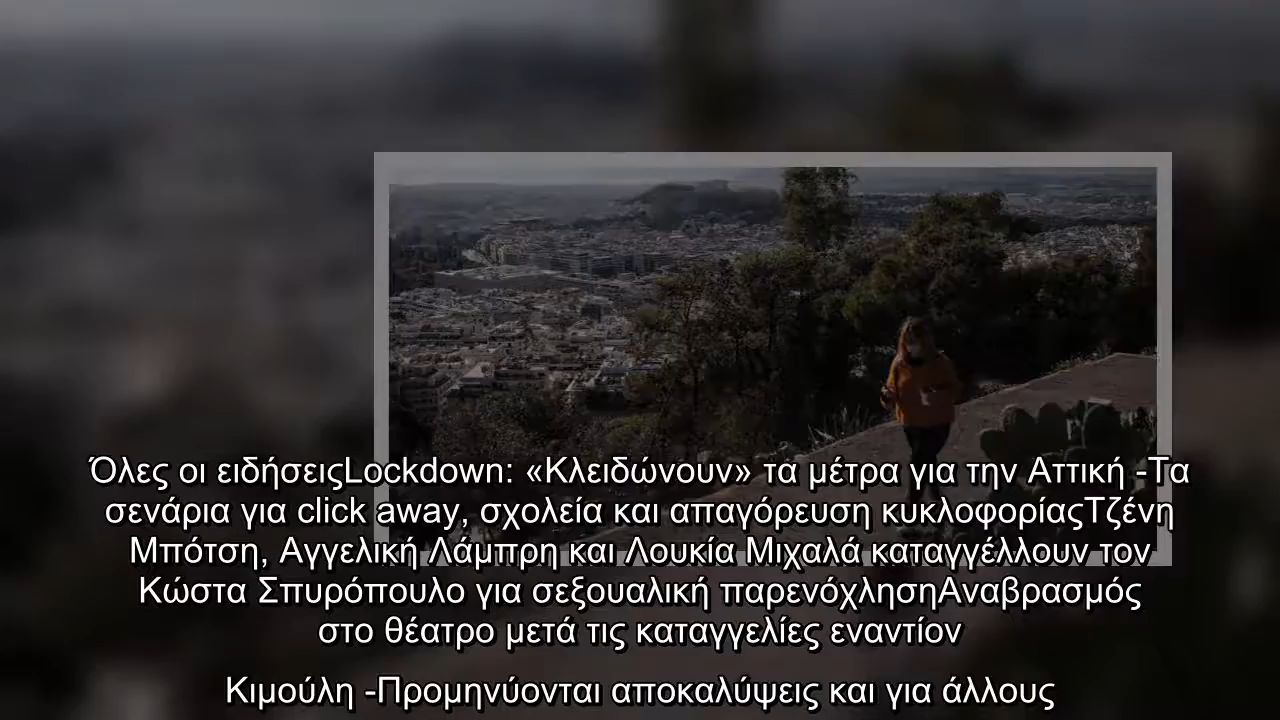 Όλες οι ειδήσειςLockdown: «Κλειδώνουν» τα μέτρα για την Αττική -Τα
σενάρια για click away, σχολεία και απαγόρευση κυκλοφορίαςΤζένη
Μπότση, Αγγελική Λάμπρη και Λουκία Μιχαλά καταγγέλλουν τον
Κώστα Σπυρόπουλο για σεξουαλική παρενόχλησηΑναβρασμός
στο θέατρο μετά τις καταγγελίες εναντίον
Κιμούλη -Προμηνύονται αποκαλύψεις και για άλλους